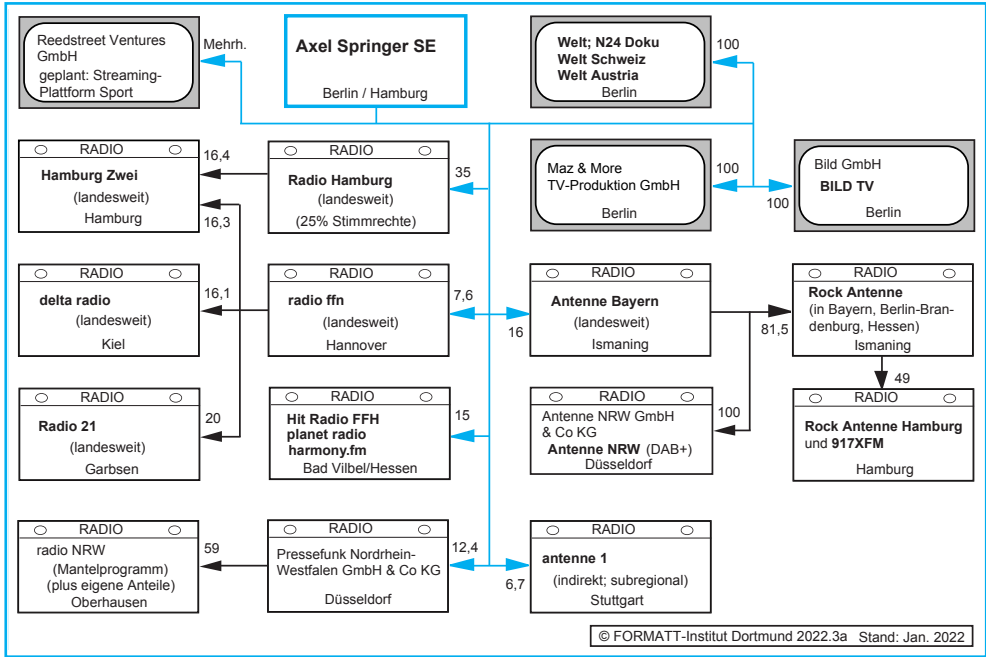 Reedstreet Ventures
GmbH
geplant: Streaming-
Plattform Sport
Mehrh.
Axel Springer SE
Berlin / Hamburg
Welt; N24 Doku
Welt Schweiz
Welt Austria
Berlin
100
RADIO
Hamburg Zwei
(landesweit)
Hamburg
16,4
16,3
RADIO
Radio Hamburg
(landesweit)
(25% Stimmrechte)
35
Maz & More
TV-Produktion GmbH
Berlin
100
100
Bild GmbH
BILD TV
Berlin
RADIO
delta radio
(landesweit)
Kiel
16,1
RADIO
radio ffn
(landesweit)
Hannover
7,6
16
RADIO
Antenne Bayern
(landesweit)
Ismaning
81,5
RADIO
Rock Antenne
(in Bayern, Berlin-Bran-
denburg, Hessen)
Ismaning
49
RADIO
Radio 21
(landesweit)
Garbsen
20
RADIO
Hit Radio FFH
planet radio
harmony.fm
Bad Vilbel/Hessen
15
RADIO
Antenne NRW GmbH
& Co KG
Antenne NRW (DAB+)
Düsseldorf
100
RADIO
Rock Antenne Hamburg
und 917XFM
Hamburg
RADIO
radio NRW
(Mantelprogramm)
(plus eigene Anteile)
Oberhausen
59
RADIO
Pressefunk Nordrhein-
Westfalen GmbH & Co KG
Düsseldorf
12,4
6,7
RADIO
antenne 1
(indirekt; subregional)
Stuttgart
© FORMATT-Institut Dortmund 2022.3a Stand: Jan. 2022